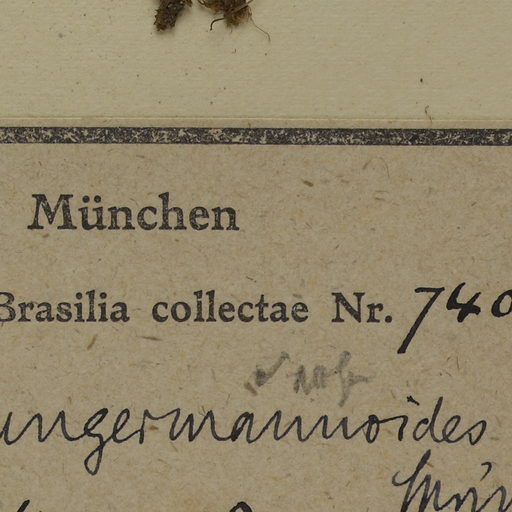 München
Brasilia collectae Nr. 740
ungermannoides